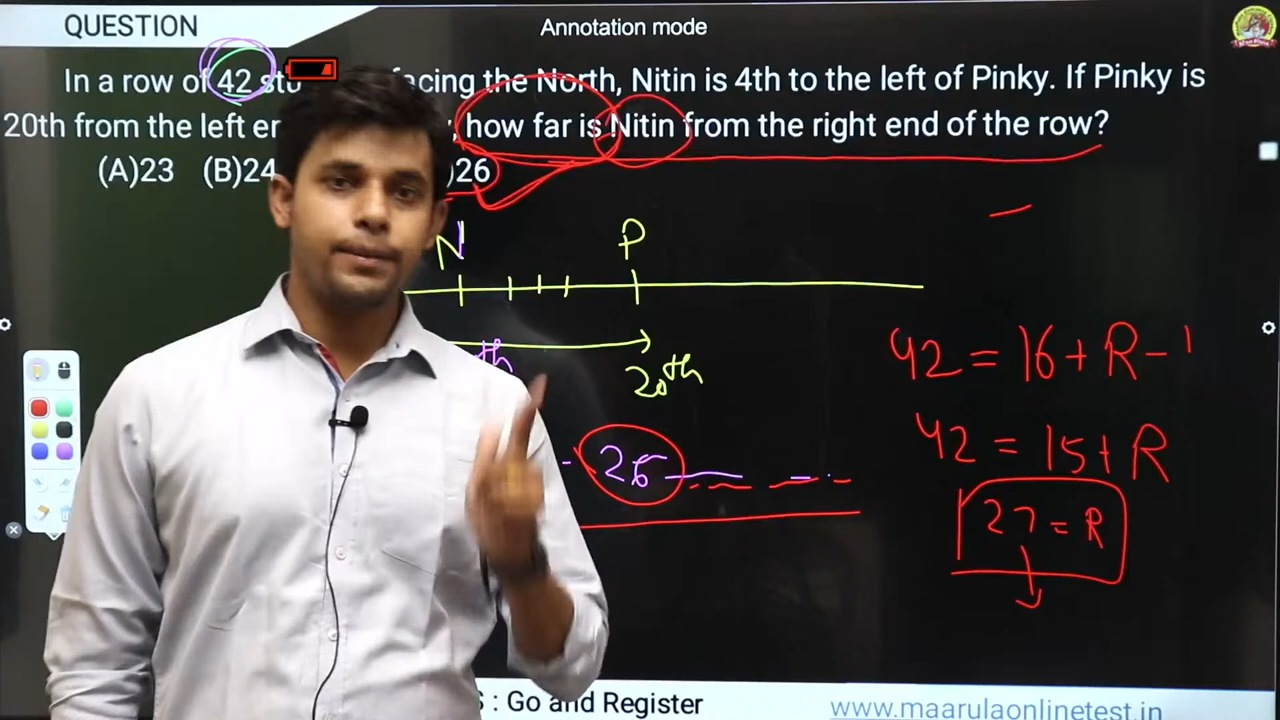 QUESTION
Annotation mode
In a row of 42 stu facing the North, Nitin is 4th to the left of Pinky. If Pinky is
20th from the left en how far is Nitin from the right end of the row?
(A)23 (B)24 )26
N P
th 20th
26
42 = 16 + R - 1
42 = 15 + R
27 = R
S : Go and Register
www.maarulaonlinetest.in